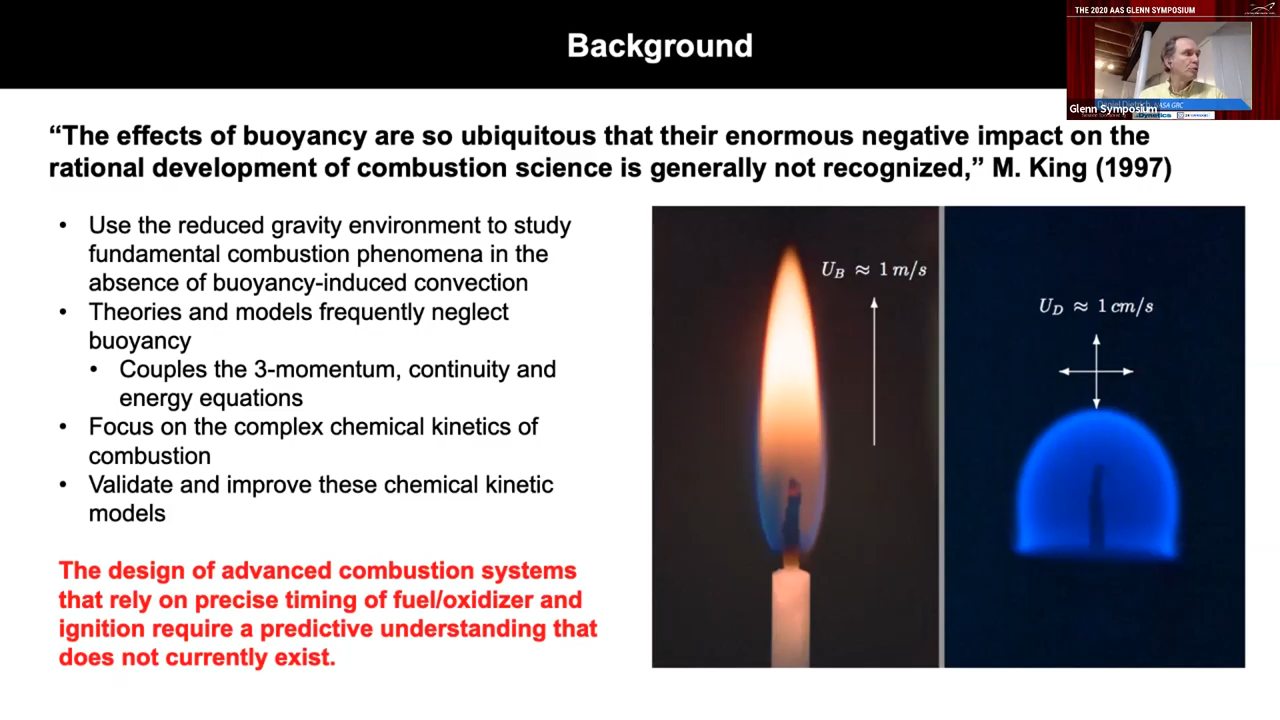 Background
THE 2020 AAS GLENN SYMPOSIUM
Glenn Symposium
Daniel Dietrich, NASA GRC
Dynetics
“The effects of buoyancy are so ubiquitous that their enormous negative impact on the
rational development of combustion science is generally not recognized,” M. King (1997)
• Use the reduced gravity environment to study
fundamental combustion phenomena in the
absence of buoyancy-induced convection
• Theories and models frequently neglect
buoyancy
• Couples the 3-momentum, continuity and
energy equations
• Focus on the complex chemical kinetics of
combustion
• Validate and improve these chemical kinetic
models
The design of advanced combustion systems
that rely on precise timing of fuel/oxidizer and
ignition require a predictive understanding that
does not currently exist.
U_B ≈ 1 m/s
U_D ≈ 1 cm/s